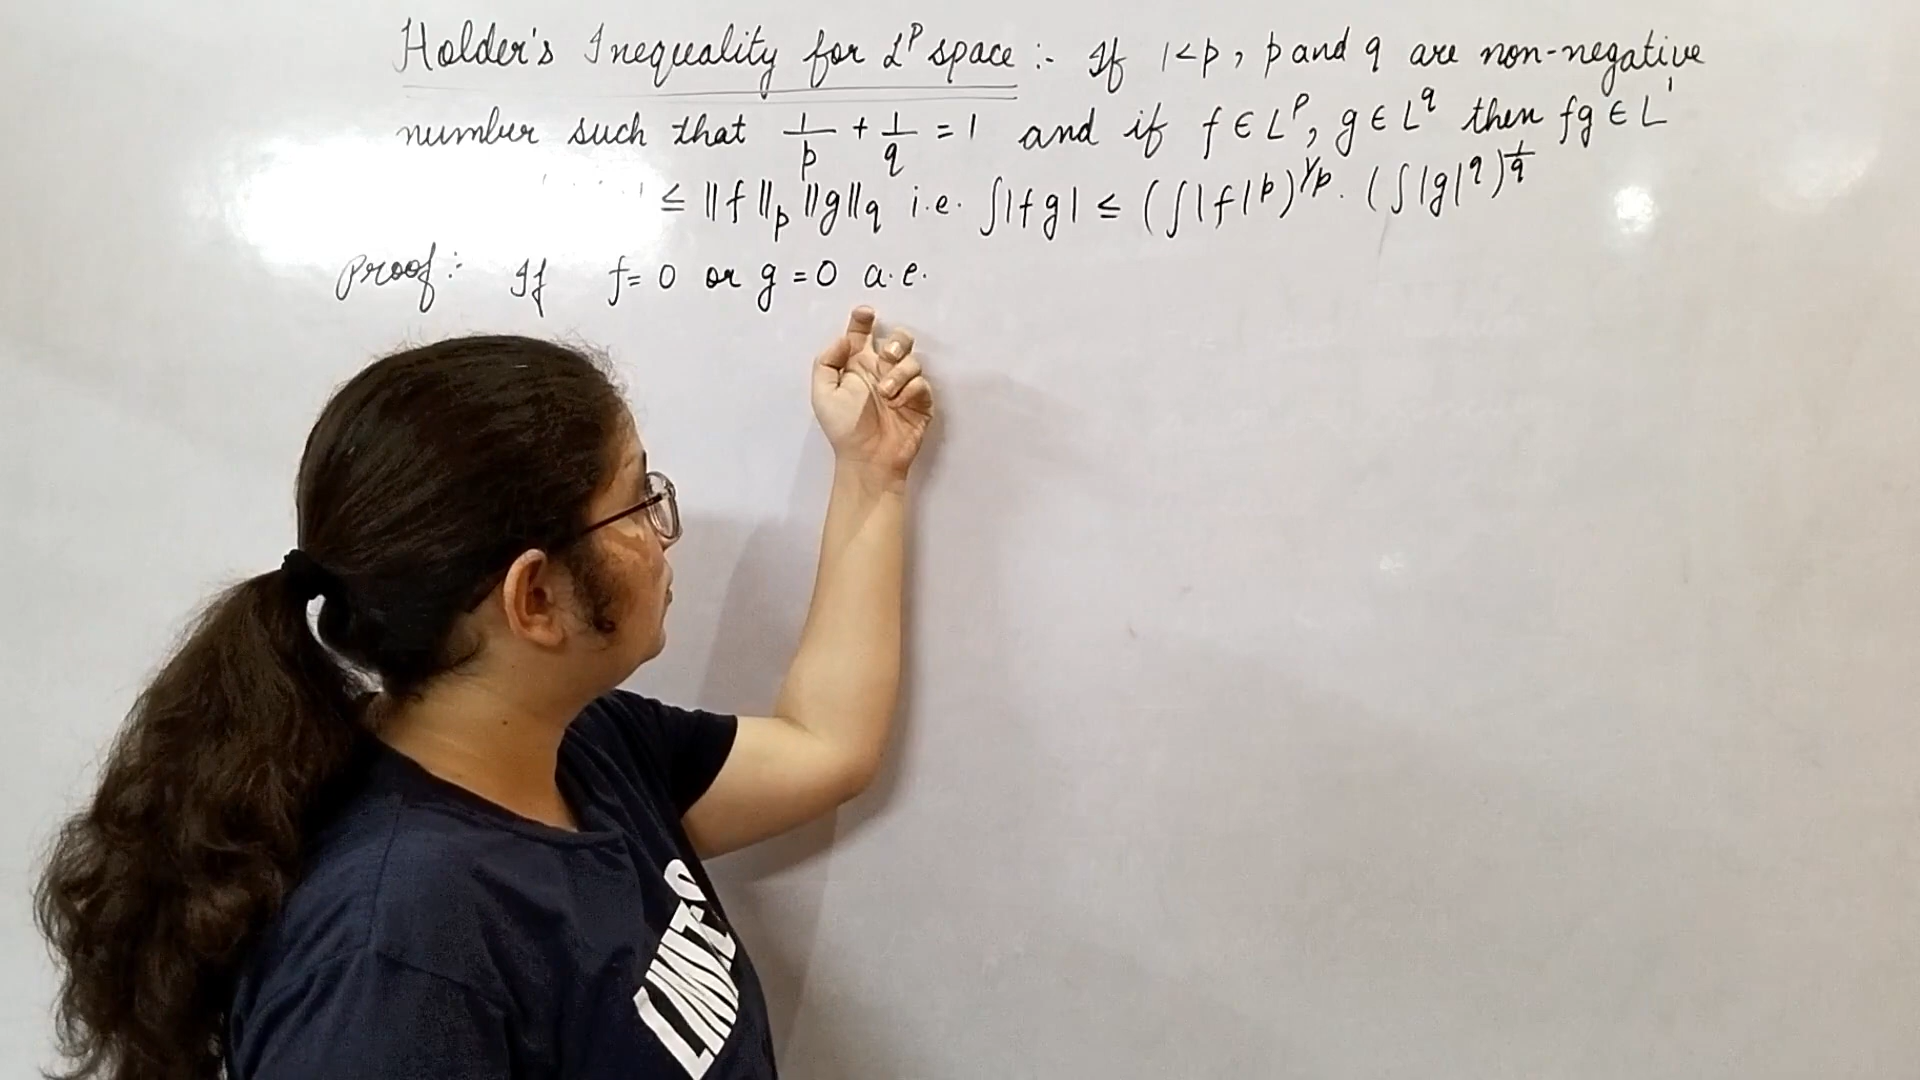 Holder's Inequality for L^p space :- If 1<p, p and q are non-negative
number such that 1/p + 1/q = 1 and if f ∈ L^p, g ∈ L^q then fg ∈ L^1
≤ ||f||_p ||g||_q i.e. ∫|fg| ≤ (∫|f|^p)^1/p . (∫|g|^q)^1/q
Proof :- If f=0 or g=0 a.e.